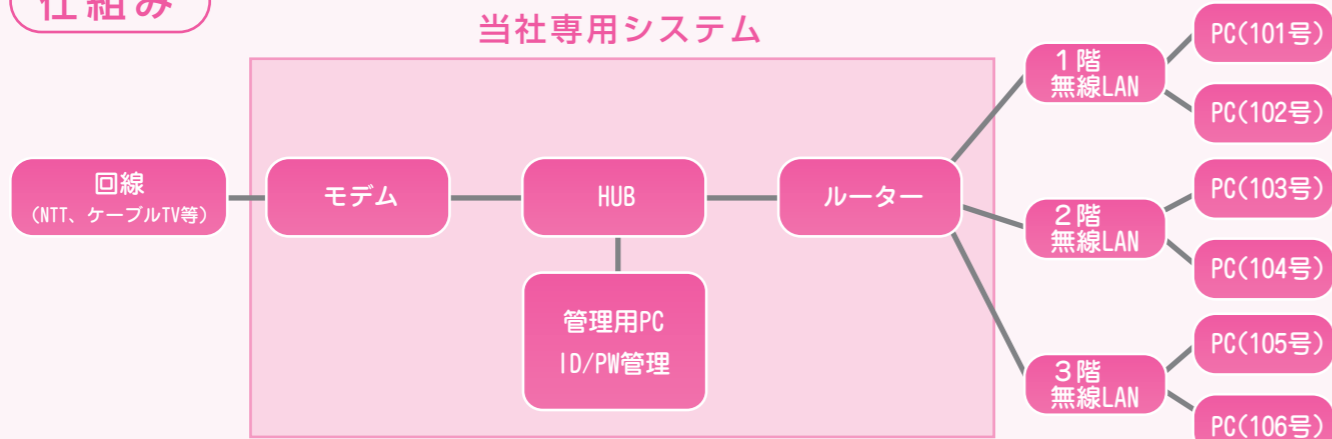 仕組み
当社専用システム
回線
(NTT、ケーブルTV等)
モデム
HUB
ルーター
管理用PC
ID/PW管理
1階
無線LAN
PC(101号)
PC(102号)
2階
無線LAN
PC(103号)
PC(104号)
3階
無線LAN
PC(105号)
PC(106号)